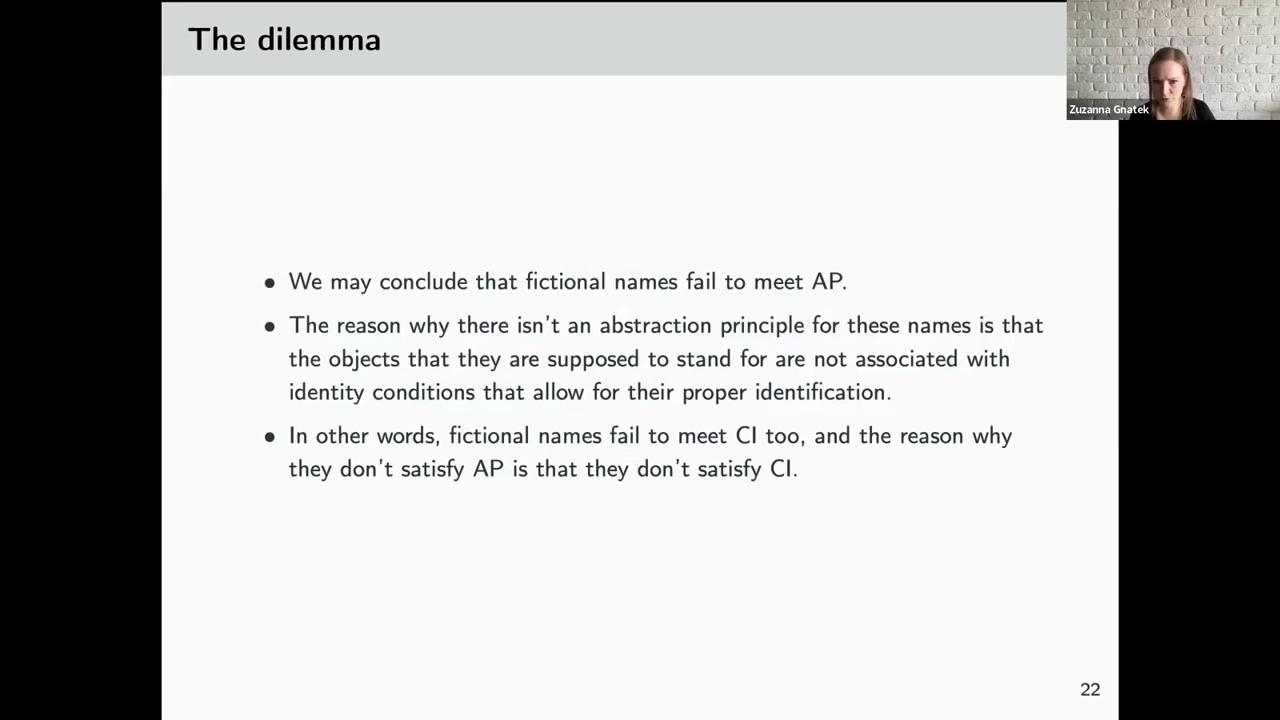 The dilemma
Zuzanna Gnatek
• We may conclude that fictional names fail to meet AP.
• The reason why there isn't an abstraction principle for these names is that
the objects that they are supposed to stand for are not associated with
identity conditions that allow for their proper identification.
• In other words, fictional names fail to meet CI too, and the reason why
they don't satisfy AP is that they don't satisfy CI.
22